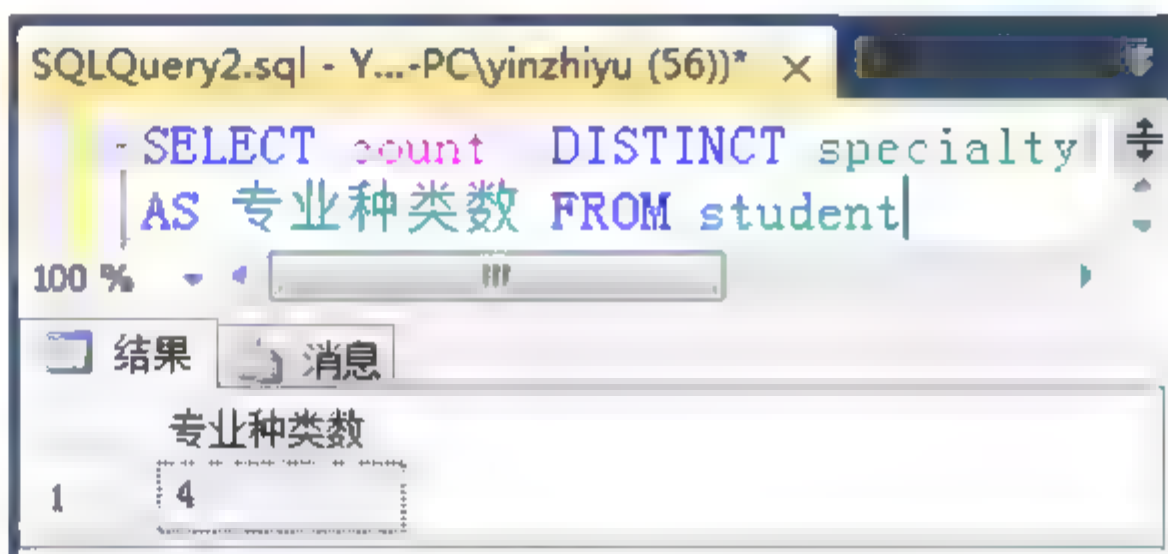 SQLQuery2.sql - Y...-PC\yinzhiyu (56))* ×
SELECT count DISTINCT specialty
AS 专业种类数 FROM student
100 %
结果 消息
专业种类数
1 4